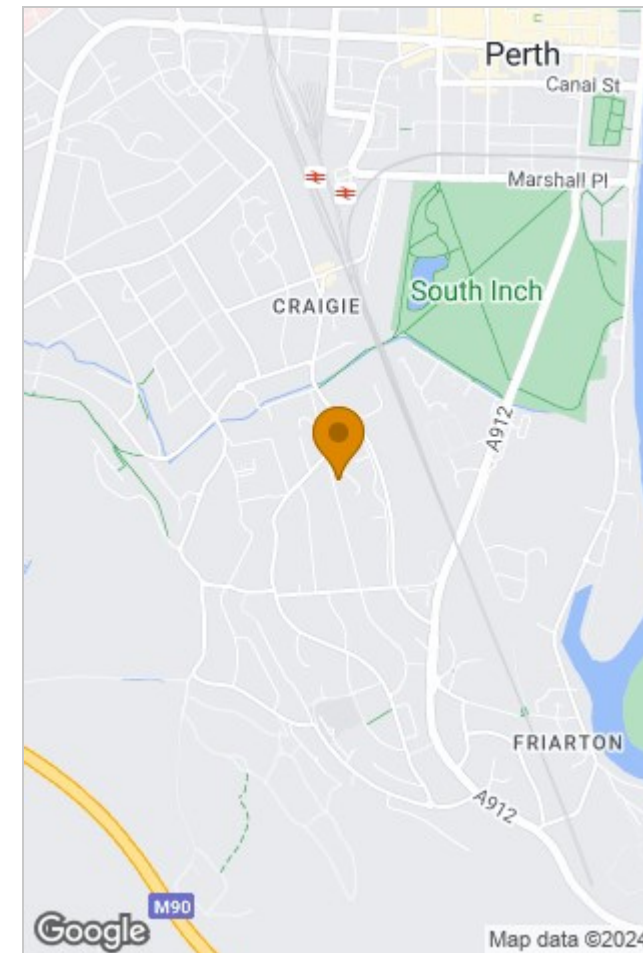 Perth
Canal St
Marshall Pl
South Inch
CRAIGIE
A912
FRIARTON
A912
M90
Google
Map data ©2024